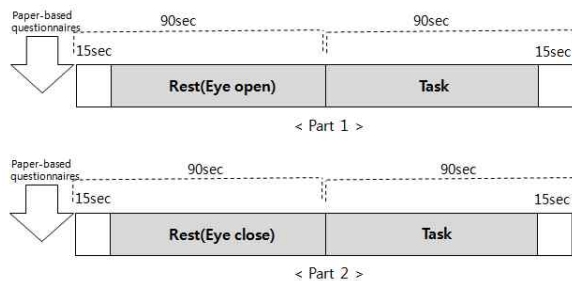 Paper-based
questionnaires
90sec
90sec
15sec
15sec
Rest(Eye open)
Task
< Part 1 >
Paper-based
questionnaires
90sec
90sec
15sec
15sec
Rest(Eye close)
Task
< Part 2 >